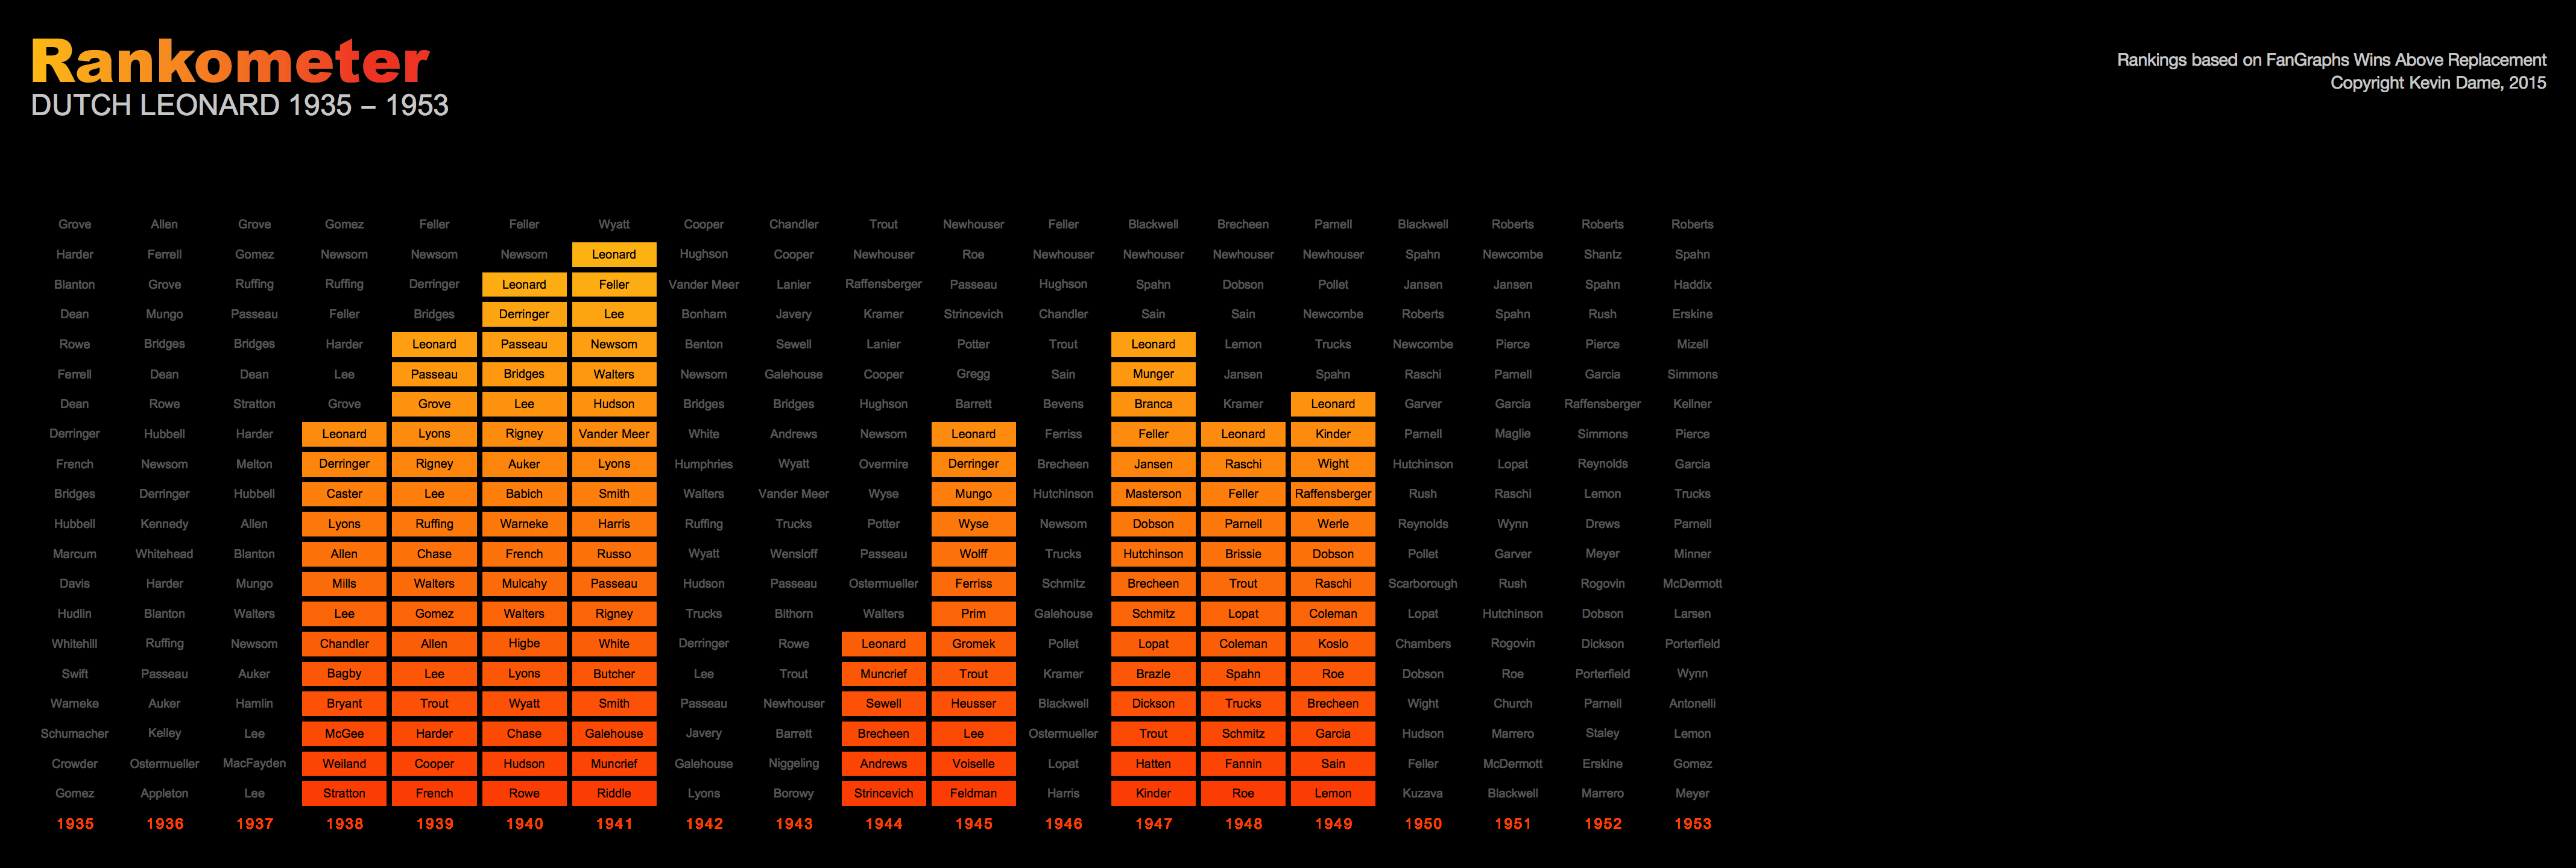 Rankometer
DUTCH LEONARD 1935 – 1953
Rankings based on FanGraphs Wins Above Replacement
Copyright Kevin Dame, 2015
Grove Allen Grove Gomez Feller Feller Wyatt Cooper Chandler Trout Newhouser Feller Blackwell Brecheen Parnell Blackwell Roberts Roberts Roberts
Harder Ferrell Gomez Newsom Newsom Newsom Leonard Hughson Cooper Newhouser Roe Newhouser Newhouser Newhouser Newhouser Spahn Newcombe Shantz Spahn
Blanton Grove Ruffing Ruffing Derringer Leonard Feller Vander Meer Lanier Raffensberger Passeau Hughson Spahn Dobson Pollet Jansen Jansen Spahn Haddix
Dean Mungo Passeau Feller Bridges Derringer Lee Bonham Javery Kramer Strincevich Chandler Sain Sain Newcombe Roberts Spahn Rush Erskine
Rowe Bridges Bridges Harder Leonard Passeau Newsom Benton Sewell Lanier Potter Trout Leonard Lemon Trucks Newcombe Pierce Pierce Mizell
Ferrell Dean Dean Lee Passeau Bridges Walters Newsom Galehouse Cooper Gregg Sain Munger Jansen Spahn Raschi Parnell Garcia Simmons
Dean Rowe Stratton Grove Grove Lee Hudson Bridges Bridges Hughson Barrett Bevens Branca Kramer Leonard Garver Garcia Raffensberger Kellner
Derringer Hubbell Harder Leonard Lyons Rigney Vander Meer White Andrews Newsom Leonard Ferriss Feller Leonard Kinder Parnell Maglie Simmons Pierce
French Newsom Melton Derringer Rigney Auker Lyons Humphries Wyatt Overmire Derringer Brecheen Jansen Raschi Wight Hutchinson Lopat Reynolds Garcia
Bridges Derringer Hubbell Caster Lee Babich Smith Walters Vander Meer Wyse Mungo Hutchinson Masterson Feller Raffensberger Rush Raschi Lemon Trucks
Hubbell Kennedy Allen Lyons Ruffing Warneke Harris Ruffing Trucks Potter Wyse Newsom Dobson Parnell Werle Reynolds Wynn Drews Parnell
Marcum Whitehead Blanton Allen Chase French Russo Wyatt Wensloff Passeau Wolff Trucks Hutchinson Brissie Dobson Pollet Garver Meyer Minner
Davis Harder Mungo Mills Walters Mulcahy Passeau Hudson Passeau Ostermueller Ferriss Schmitz Brecheen Trout Raschi Scarborough Rush Rogovin McDermott
Hudlin Blanton Walters Lee Gomez Walters Rigney Trucks Bithorn Walters Prim Galehouse Schmitz Lopat Coleman Lopat Hutchinson Dobson Larsen
Whitehill Ruffing Newsom Chandler Allen Higbe White Derringer Rowe Leonard Gromek Pollet Lopat Coleman Koslo Chambers Rogovin Dickson Porterfield
Swift Passeau Auker Bagby Lee Lyons Butcher Lee Trout Muncrief Trout Kramer Brazle Spahn Roe Dobson Roe Porterfield Wynn
Warneke Auker Hamlin Bryant Trout Wyatt Smith Passeau Newhouser Sewell Heusser Blackwell Dickson Trucks Brecheen Wight Church Parnell Antonelli
Schumacher Kelley Lee McGee Harder Chase Galehouse Javery Barrett Brecheen Lee Ostermueller Trout Schmitz Garcia Hudson Marrero Staley Lemon
Crowder Ostermueller MacFayden Weiland Cooper Hudson Muncrief Galehouse Niggeling Andrews Voiselle Lopat Hatten Fannin Sain Feller McDermott Erskine Gomez
Gomez Appleton Lee Stratton French Rowe Riddle Lyons Borowy Strincevich Feldman Harris Kinder Roe Lemon Kuzava Blackwell Marrero Meyer
1935 1936 1937 1938 1939 1940 1941 1942 1943 1944 1945 1946 1947 1948 1949 1950 1951 1952 1953